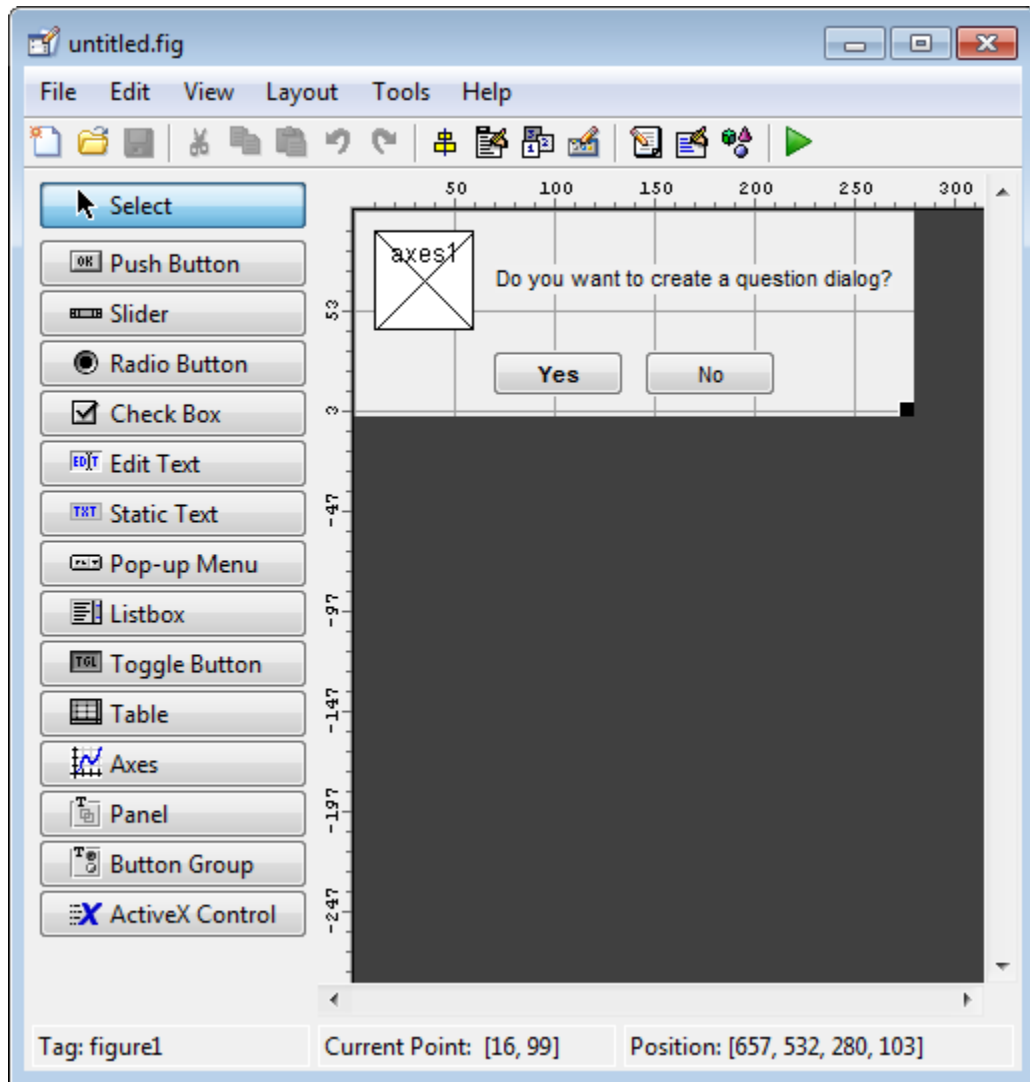 untitled.fig
File Edit View Layout Tools Help
Select
Push Button
Slider
Radio Button
Check Box
Edit Text
Static Text
Pop-up Menu
Listbox
Toggle Button
Table
Axes
Panel
Button Group
ActiveX Control
50 100 150 200 250 300
53
3
-47
-97
-147
-197
-247
axes1
Do you want to create a question dialog?
Yes No
Tag: figure1 Current Point: [16, 99] Position: [657, 532, 280, 103]